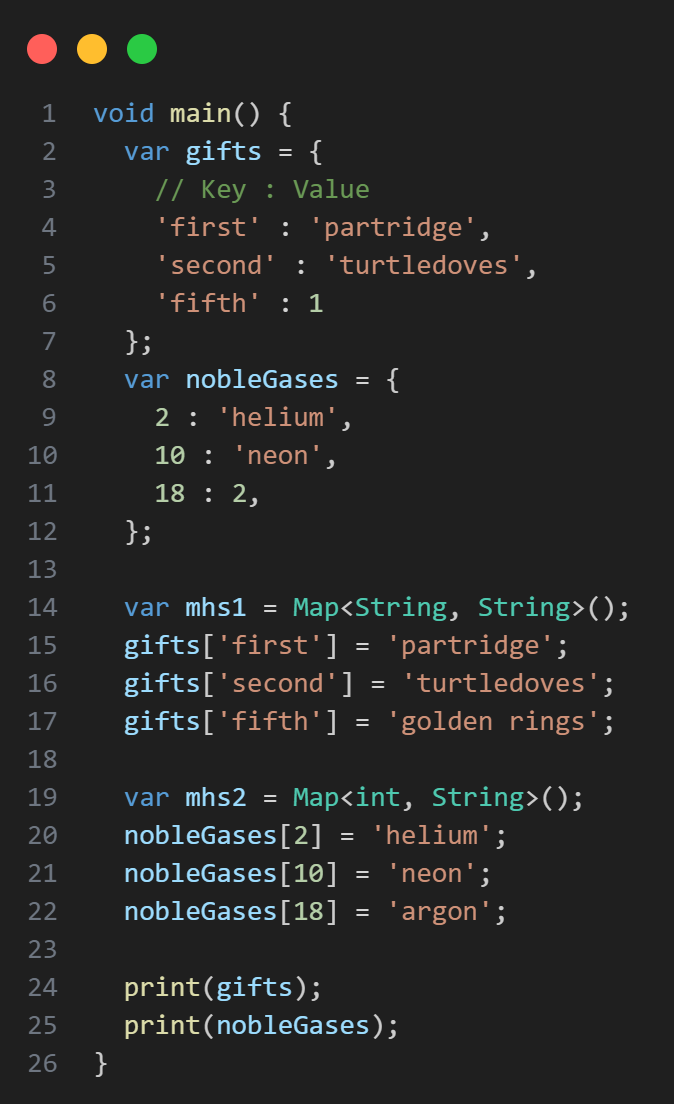 1 void main() {
2   var gifts = {
3     // Key : Value
4     'first' : 'partridge',
5     'second' : 'turtledoves',
6     'fifth' : 1
7   };
8   var nobleGases = {
9     2 : 'helium',
10     10 : 'neon',
11     18 : 2,
12   };
13
14   var mhs1 = Map<String, String>();
15   gifts['first'] = 'partridge';
16   gifts['second'] = 'turtledoves';
17   gifts['fifth'] = 'golden rings';
18
19   var mhs2 = Map<int, String>();
20   nobleGases[2] = 'helium';
21   nobleGases[10] = 'neon';
22   nobleGases[18] = 'argon';
23
24   print(gifts);
25   print(nobleGases);
26 }